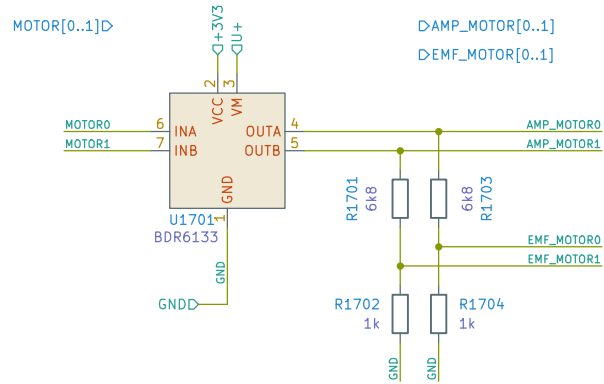 MOTOR[0..1]
+3V3
U+
AMP_MOTOR[0..1]
EMF_MOTOR[0..1]
2
3
VCC
VM
MOTOR0
6
INA
OUTA
4
AMP_MOTOR0
MOTOR1
7
INB
OUTB
5
AMP_MOTOR1
GND
R1701
6k8
6k8
R1703
U1701
1
BDR6133
EMF_MOTOR0
EMF_MOTOR1
GND
GND
R1702
1k
R1704
1k
GND
GND